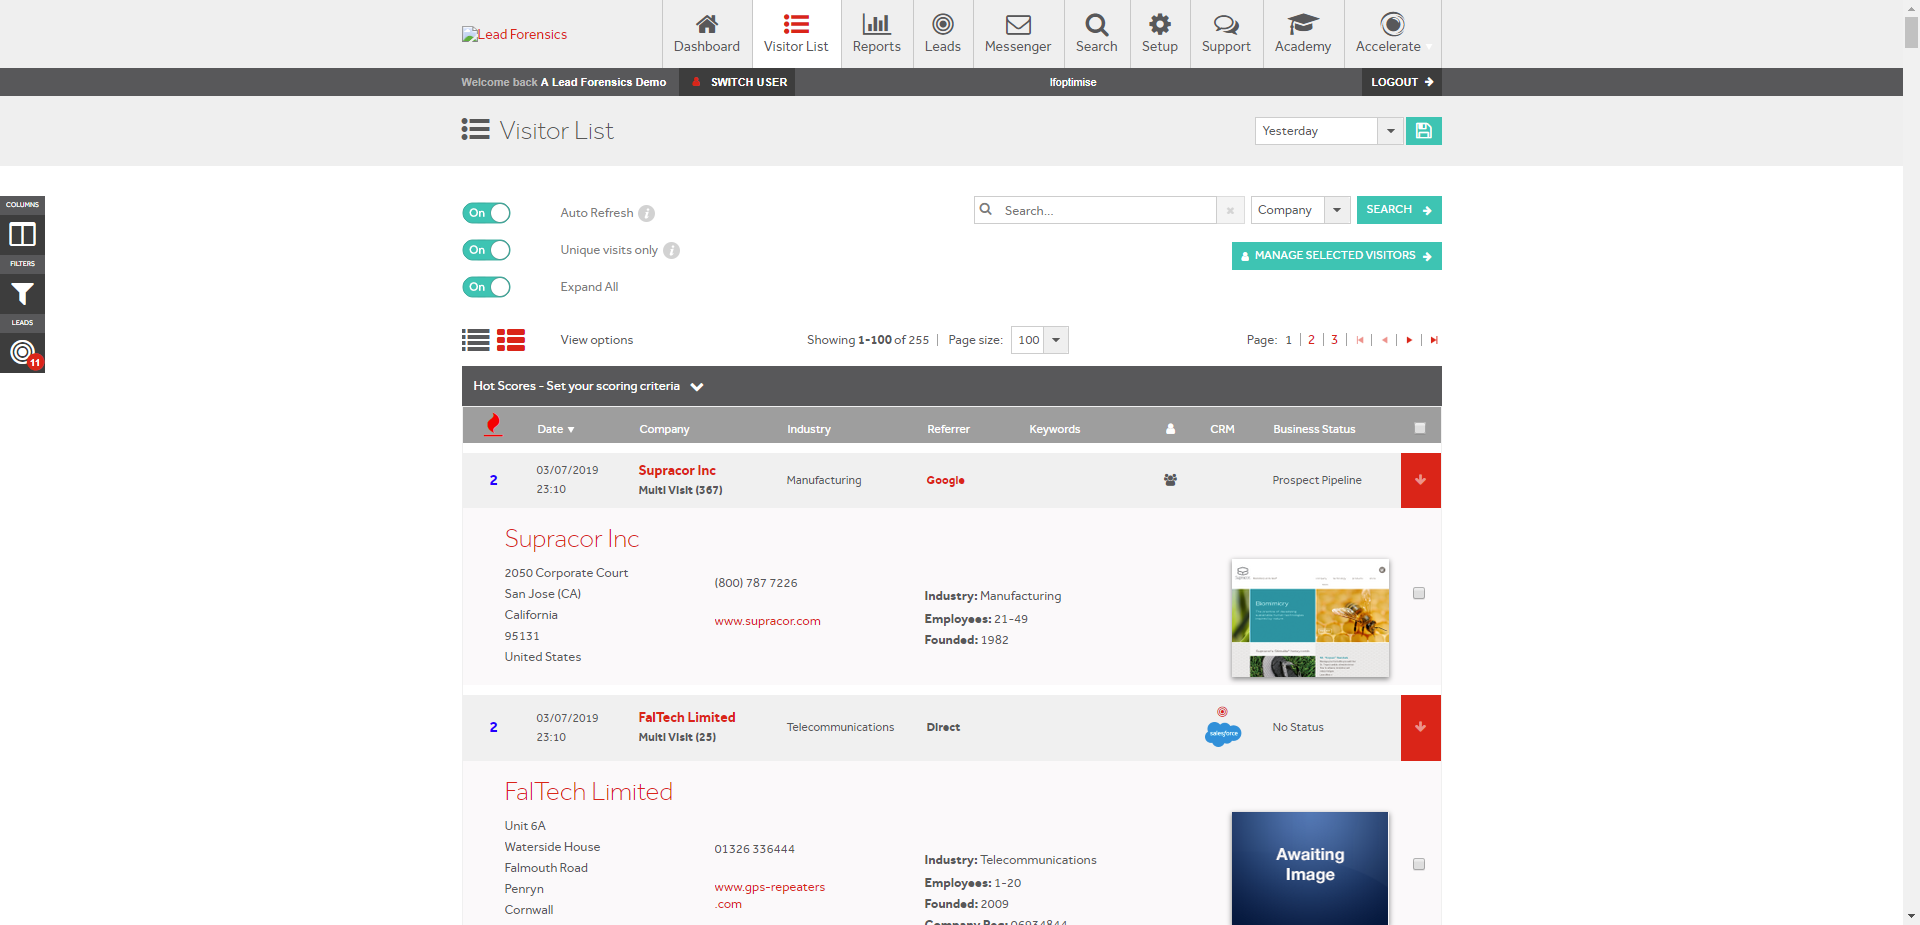 Lead Forensics
Dashboard
Visitor List
Reports
Leads
Messenger
Search
Setup
Support
Academy
Accelerate
Welcome back A Lead Forensics Demo
SWITCH USER
lfoptimise
LOGOUT
Visitor List
Yesterday
COLUMNS
FILTERS
LEADS
11
On Auto Refresh i
On Unique visits only i
On Expand All
Search...
Company
SEARCH
MANAGE SELECTED VISITORS
View options
Showing 1-100 of 255 | Page size: 100
Page: 1 | 2 | 3
Hot Scores - Set your scoring criteria
Date Company Industry Referrer Keywords CRM Business Status
2
03/07/2019
23:10
Supracor Inc
Multi Visit (367)
Manufacturing
Google
Prospect Pipeline
Supracor Inc
2050 Corporate Court
San Jose (CA)
California
95131
United States
(800) 787 7226
www.supracor.com
Industry: Manufacturing
Employees: 21-49
Founded: 1982
Biomimicry
2
03/07/2019
23:10
FalTech Limited
Multi Visit (25)
Telecommunications
Direct
salesforce
No Status
FalTech Limited
Unit 6A
Waterside House
Falmouth Road
Penryn
Cornwall
01326 336444
www.gps-repeaters
.com
Industry: Telecommunications
Employees: 1-20
Founded: 2009
Company Reg: 06934844
Awaiting
Image